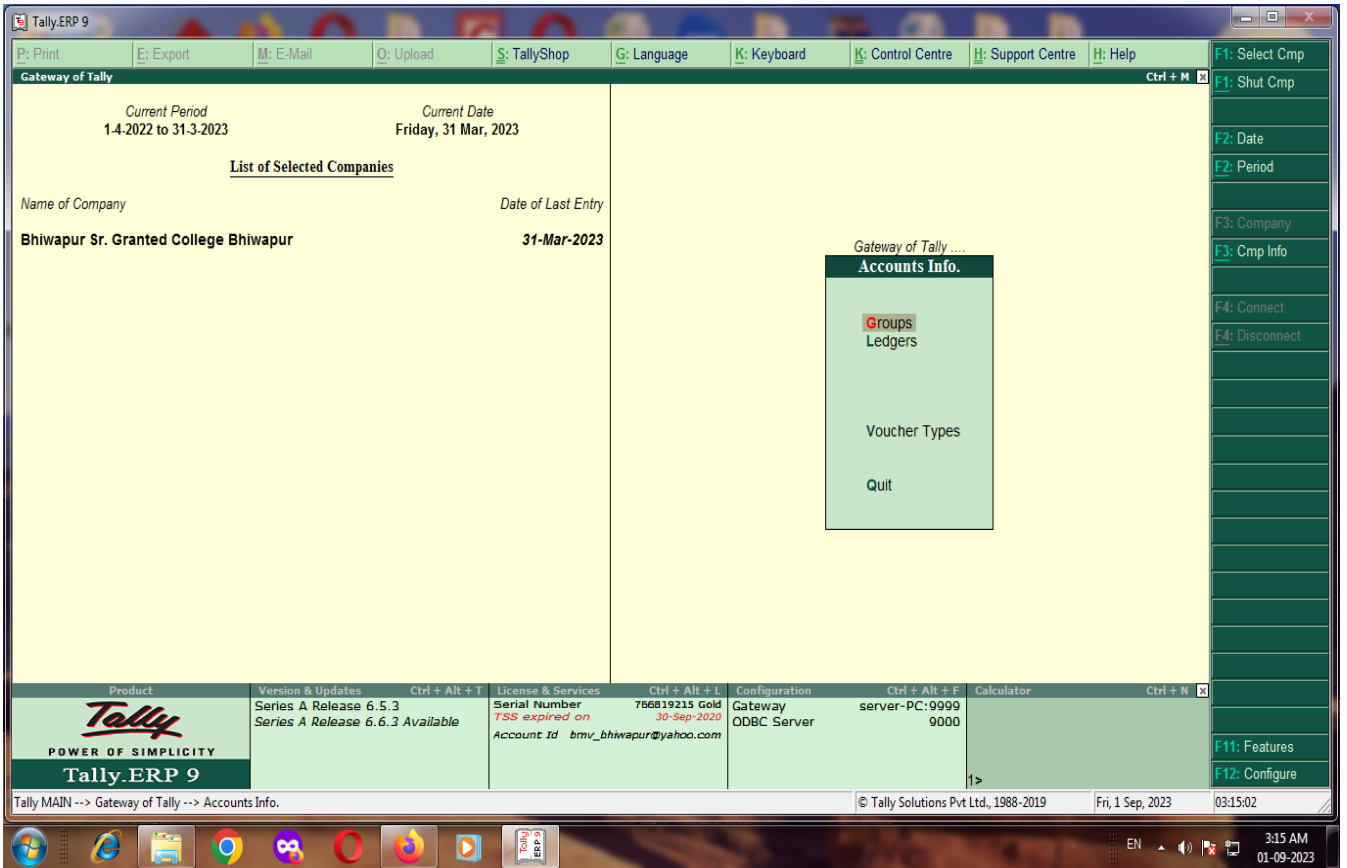 Tally.ERP 9
P: Print E: Export M: E-Mail O: Upload S: TallyShop G: Language K: Keyboard K: Control Centre H: Support Centre H: Help
Gateway of Tally Ctrl + M
Current Period Current Date
1-4-2022 to 31-3-2023 Friday, 31 Mar, 2023
List of Selected Companies
Name of Company Date of Last Entry
Bhiwapur Sr. Granted College Bhiwapur 31-Mar-2023
Gateway of Tally ....
Accounts Info.
Groups
Ledgers
Voucher Types
Quit
F1: Select Cmp
F1: Shut Cmp
F2: Date
F2: Period
F3: Company
F3: Cmp Info
F4: Connect
F4: Disconnect
F11: Features
F12: Configure
Product
Tally
POWER OF SIMPLICITY
Tally.ERP 9
Version & Updates Ctrl + Alt + T
Series A Release 6.5.3
Series A Release 6.6.3 Available
License & Services Ctrl + Alt + L
Serial Number 766819215 Gold
TSS expired on 30-Sep-2020
Account Id bmv_bhiwapur@yahoo.com
Configuration Ctrl + Alt + F
Gateway server-PC:9999
ODBC Server 9000
Calculator Ctrl + N
1>
Tally MAIN --> Gateway of Tally --> Accounts Info. © Tally Solutions Pvt Ltd., 1988-2019 Fri, 1 Sep, 2023 03:15:02
Tally
ERP 9
EN 3:15 AM
01-09-2023